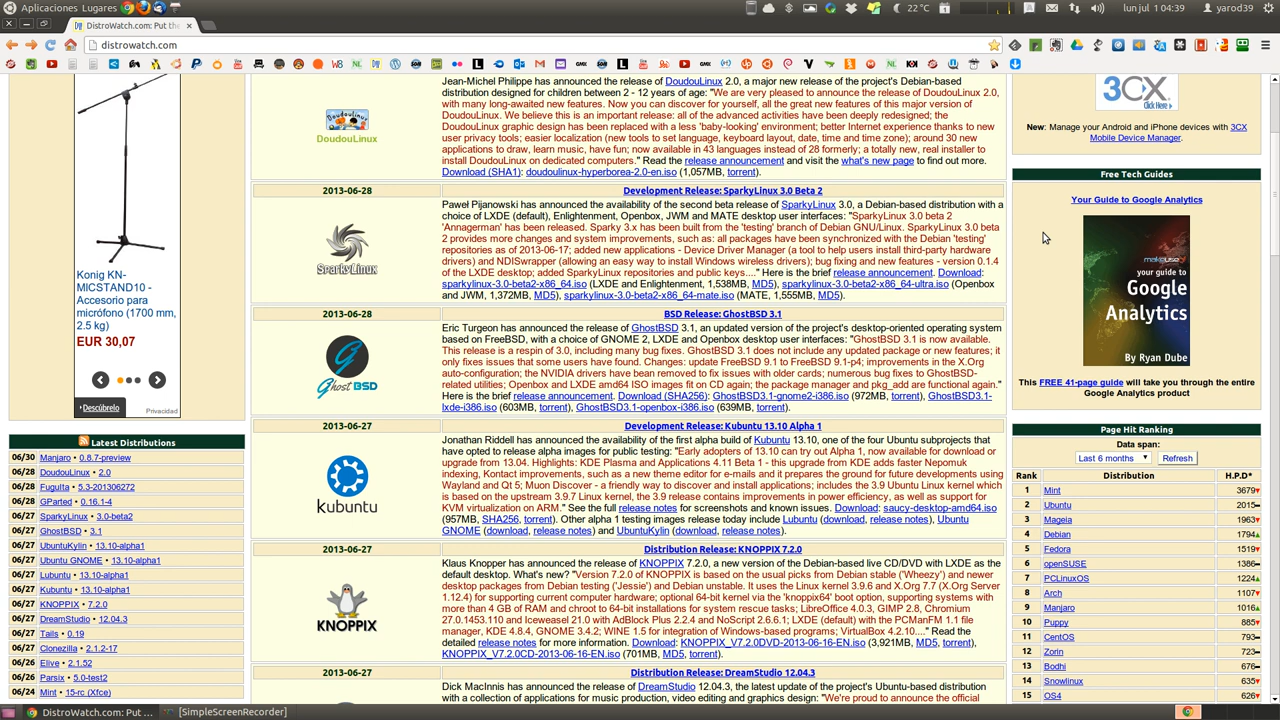 Aplicaciones Lugares
22 °C
lun jul 1 04:39
yarod39
DistroWatch.com: Put the
distrowatch.com
Konig KN-
MICSTAND10 -
Accesorio para
micrófono (1700 mm,
2.5 kg)
EUR 30,07
¡Descúbrelo
Privacidad
Latest Distributions
06/30 Manjaro • 0.8.7-preview
06/28 DoudouLinux • 2.0
06/28 Fuguita • 5.3-201306272
06/28 GParted • 0.16.1-4
06/27 SparkyLinux • 3.0-beta2
06/27 GhostBSD • 3.1
06/27 UbuntuKylin • 13.10-alpha1
06/27 Ubuntu GNOME • 13.10-alpha1
06/27 Lubuntu • 13.10-alpha1
06/27 Kubuntu • 13.10-alpha1
06/27 KNOPPIX • 7.2.0
06/27 DreamStudio • 12.04.3
06/27 Tails • 0.19
06/27 Clonezilla • 2.1.2-17
06/26 Elive • 2.1.52
06/26 Parsix • 5.0-test2
06/24 Mint • 15-rc (Xfce)
DoudouLinux
Jean-Michel Philippe has announced the release of DoudouLinux 2.0, a major new release of the project's Debian-based
distribution designed for children between 2 - 12 years of age: "We are very pleased to announce the release of DoudouLinux 2.0,
with many long-awaited new features. Now you can discover for yourself, all the great new features of this major version of
DoudouLinux. We believe this is an important release: all of the advanced activities have been deeply redesigned; the
DoudouLinux graphic design has been replaced with a less 'baby-looking' environment; better Internet experience thanks to new
user privacy tools; easier localization (new tools to set language, keyboard layout, date, time and time zone); around 30 new
applications to draw, learn music, have fun; now available in 43 languages instead of 28 formerly; a totally new, real installer to
install DoudouLinux on dedicated computers." Read the release announcement and visit the what's new page to find out more.
Download (SHA1): doudoulinux-hyperborea-2.0-en.iso (1,057MB, torrent).
2013-06-28
Development Release: SparkyLinux 3.0 Beta 2
SparkyLinux
Paweł Pijanowski has announced the availability of the second beta release of SparkyLinux 3.0, a Debian-based distribution with a
choice of LXDE (default), Enlightenment, Openbox, JWM and MATE desktop user interfaces: "SparkyLinux 3.0 beta 2
'Annagerman' has been released. Sparky 3.x has been built from the 'testing' branch of Debian GNU/Linux. SparkyLinux 3.0 beta
2 provides more changes and system improvements, such as: all packages have been synchronized with the Debian 'testing'
repositories as of 2013-06-17; added new applications - Device Driver Manager (a tool to help users install third-party hardware
drivers) and NDISwrapper (allowing an easy way to install Windows wireless drivers); bug fixing and new features - version 0.1.4
of the LXDE desktop; added SparkyLinux repositories and public keys...." Here is the brief release announcement. Download:
sparkylinux-3.0-beta2-x86_64.iso (LXDE and Enlightenment, 1,538MB, MD5), sparkylinux-3.0-beta2-x86_64-ultra.iso (Openbox
and JWM, 1,372MB, MD5), sparkylinux-3.0-beta2-x86_64-mate.iso (MATE, 1,555MB, MD5).
2013-06-28
BSD Release: GhostBSD 3.1
Ghost BSD
Eric Turgeon has announced the release of GhostBSD 3.1, an updated version of the project's desktop-oriented operating system
based on FreeBSD, with a choice of GNOME 2, LXDE and Openbox desktop user interfaces: "GhostBSD 3.1 is now available.
This release is a respin of 3.0, including many bug fixes. GhostBSD 3.1 does not include any updated package or new features; it
only fixes issues that some users have found. Changes: update FreeBSD 9.1 to FreeBSD 9.1-p4; improvements in the X.Org
auto-configuration; the NVIDIA drivers have been removed to fix issues with older cards; numerous bug fixes to GhostBSD-
related utilities; Openbox and LXDE amd64 ISO images fit on CD again; the package manager and pkg_add are functional again."
Here is the brief release announcement. Download (SHA256): GhostBSD3.1-gnome2-i386.iso (972MB, torrent), GhostBSD3.1-
lxde-i386.iso (603MB, torrent), GhostBSD3.1-openbox-i386.iso (639MB, torrent).
2013-06-27
Development Release: Kubuntu 13.10 Alpha 1
kubuntu
Jonathan Riddell has announced the availability of the first alpha build of Kubuntu 13.10, one of the four Ubuntu subprojects that
have opted to release alpha images for public testing: "Early adopters of 13.10 can try out Alpha 1, now available for download or
upgrade from 13.04. Highlights: KDE Plasma and Applications 4.11 Beta 1 - this upgrade from KDE adds faster Nepomuk
indexing, Kontact improvements, such as a new theme editor for e-mails and it prepares the ground for future developments using
Wayland and Qt 5; Muon Discover - a friendly way to discover and install applications; includes the 3.9 Ubuntu Linux kernel which
is based on the upstream 3.9.7 Linux kernel, the 3.9 release contains improvements in power efficiency, as well as support for
KVM virtualization on ARM." See the full release notes for screenshots and known issues. Download: saucy-desktop-amd64.iso
(957MB, SHA256, torrent). Other alpha 1 testing images release today include Lubuntu (download, release notes), Ubuntu
GNOME (download, release notes) and UbuntuKylin (download, release notes).
2013-06-27
Distribution Release: KNOPPIX 7.2.0
KNOPPIX
Klaus Knopper has announced the release of KNOPPIX 7.2.0, a new version of the Debian-based live CD/DVD with LXDE as the
default desktop. What's new? "Version 7.2.0 of KNOPPIX is based on the usual picks from Debian stable ('Wheezy') and newer
desktop packages from Debian testing ('Jessie') and Debian unstable. It uses the Linux kernel 3.9.6 and X.Org 7.7 (X.Org Server
1.12.4) for supporting current computer hardware; optional 64-bit kernel via the 'knoppix64' boot option, supporting systems with
more than 4 GB of RAM and chroot to 64-bit installations for system rescue tasks; LibreOffice 4.0.3, GIMP 2.8, Chromium
27.0.1453.110 and Iceweasel 21.0 with AdBlock Plus 2.2.4 and NoScript 2.6.6.1; LXDE (default) with the PCManFM 1.1 file
manager, KDE 4.8.4, GNOME 3.4.2; WINE 1.5 for integration of Windows-based programs; VirtualBox 4.2.10...." Read the
detailed release notes for more information. Download: KNOPPIX_V7.2.0DVD-2013-06-16-EN.iso (3,921MB, MD5, torrent),
KNOPPIX_V7.2.0CD-2013-06-16-EN.iso (701MB, MD5, torrent).
2013-06-27
Distribution Release: DreamStudio 12.04.3
Dick MacInnis has announced the release of DreamStudio 12.04.3, the latest update of the project's Ubuntu-based distribution
with a collection of applications for music production, video editing and graphics design: "We're proud to announce the official
3CX
Click Here
New: Manage your Android and iPhone devices with 3CX
Mobile Device Manager.
Free Tech Guides
Your Guide to Google Analytics
makeuseof
your guide to
Google
Analytics
By Ryan Dube
This FREE 41-page guide will take you through the entire
Google Analytics product
Page Hit Ranking
Data span:
Last 6 months Refresh
Rank Distribution H.P.D*
1 Mint 3679
2 Ubuntu 2015
3 Mageia 1963
4 Debian 1794
5 Fedora 1519
6 openSUSE 1386
7 PCLinuxOS 1224
8 Arch 1107
9 Manjaro 1016
10 Puppy 885
11 CentOS 793
12 Zorin 723
13 Bodhi 676
14 Snowlinux 635
15 OS4 626
DistroWatch.com: Put ...
[SimpleScreenRecorder]